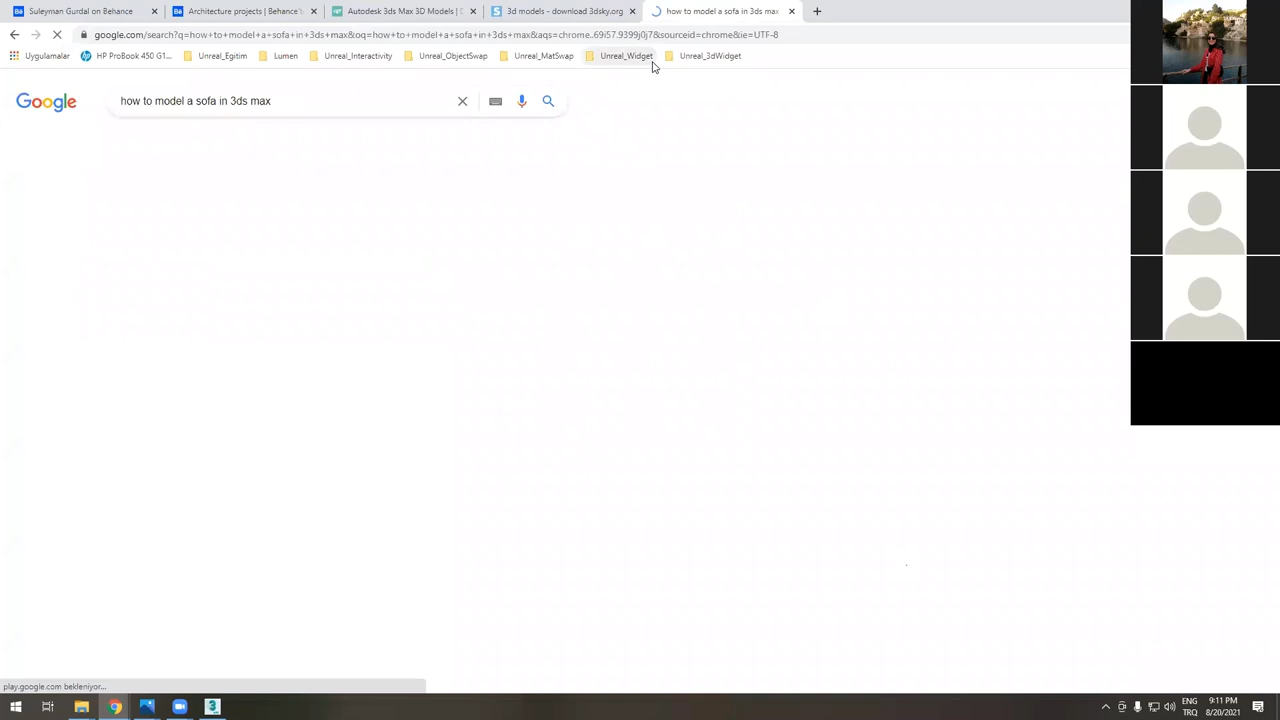 Suleyman Gurdal on Behance
Architecture projects | Behance'te
Autodesk 3ds Max 3D Models |
3d models - download 3dsky.org
how to model a sofa in 3ds max
google.com/search?q=how+to+model+a+sofa+in+3ds+max&oq=how+to+model+a+sofa+in+3ds+max&aqs=chrome..69i57.9399j0j7&sourceid=chrome&ie=UTF-8
Uygulamalar
HP ProBook 450 G1...
Unreal_Egitim
Lumen
Unreal_Interactivity
Unreal_ObjectSwap
Unreal_MatSwap
Unreal_Widget
Unreal_3dWidget
Google
how to model a sofa in 3ds max
play.google.com bekleniyor...
ENG
TRQ
9:11 PM
8/20/2021